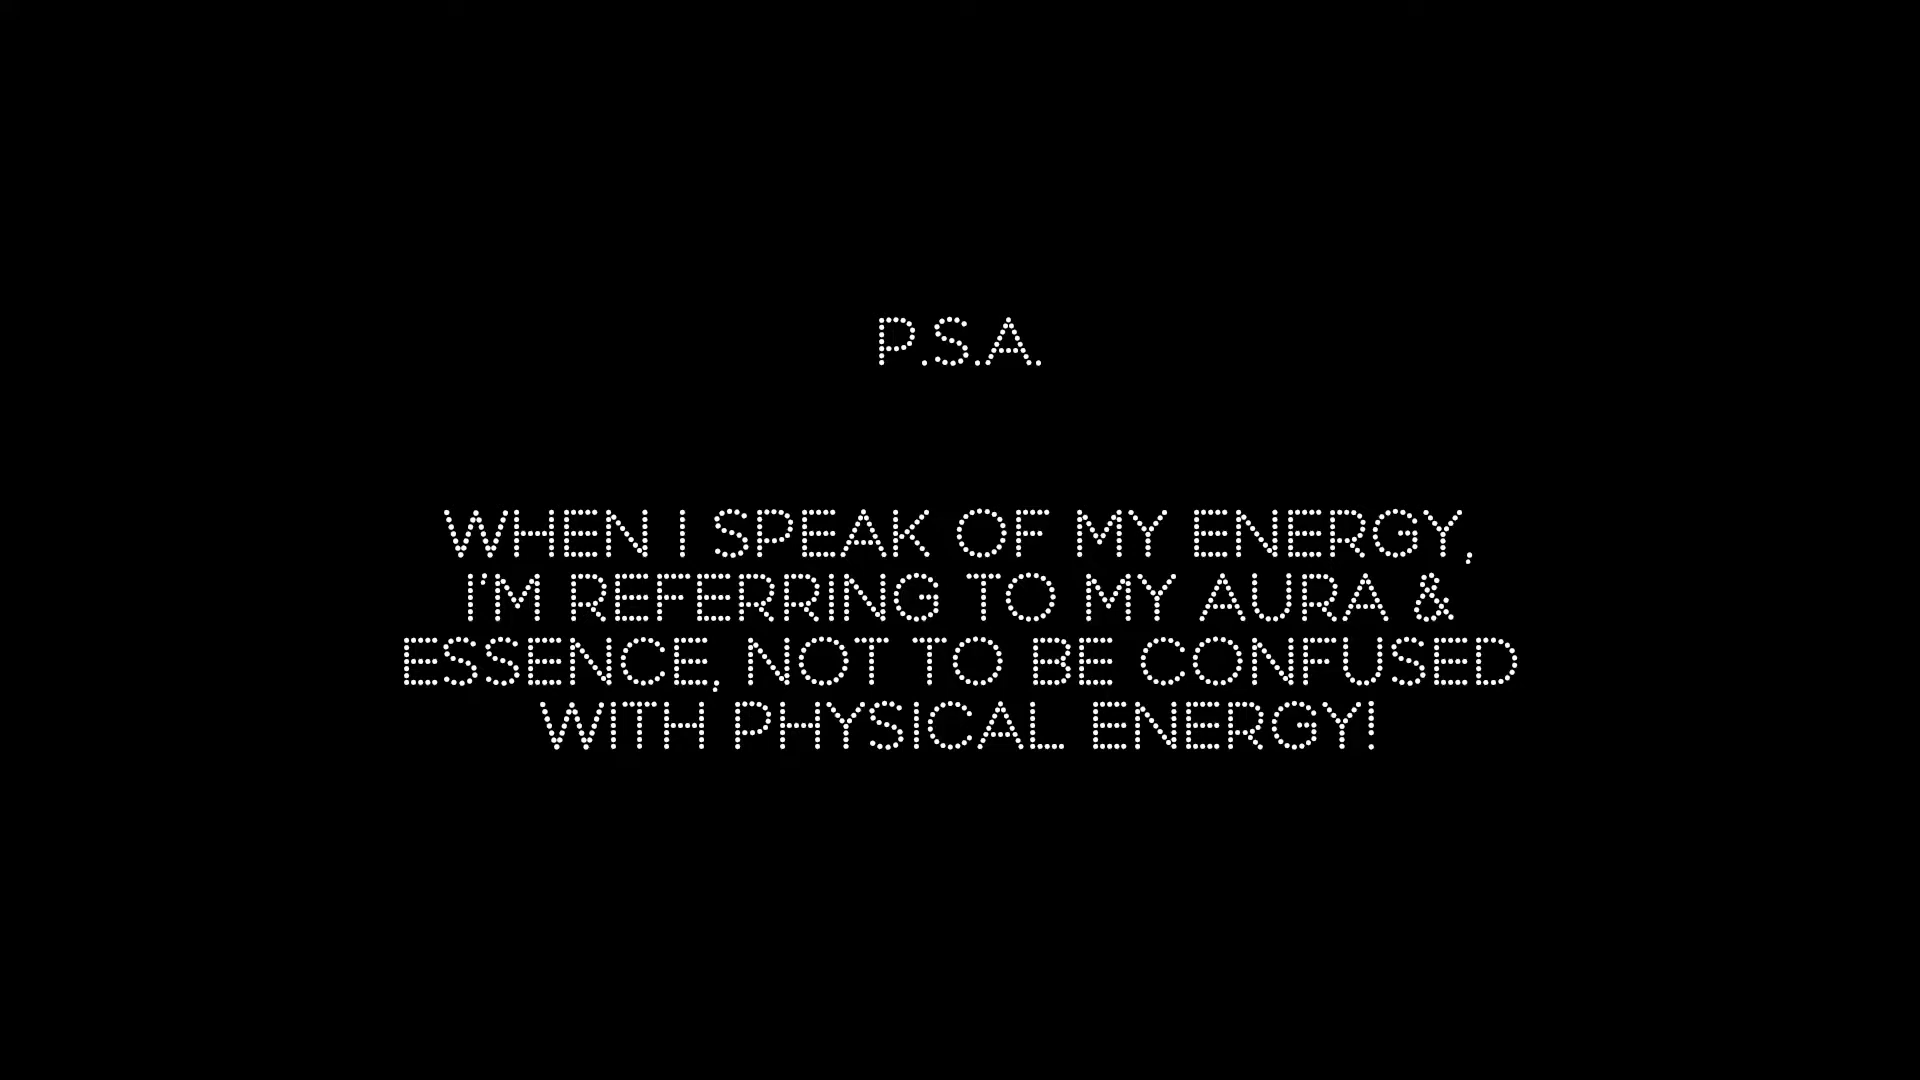 P.S.A.
WHEN I SPEAK OF MY ENERGY,
I'M REFERRING TO MY AURA &
ESSENCE, NOT TO BE CONFUSED
WITH PHYSICAL ENERGY!